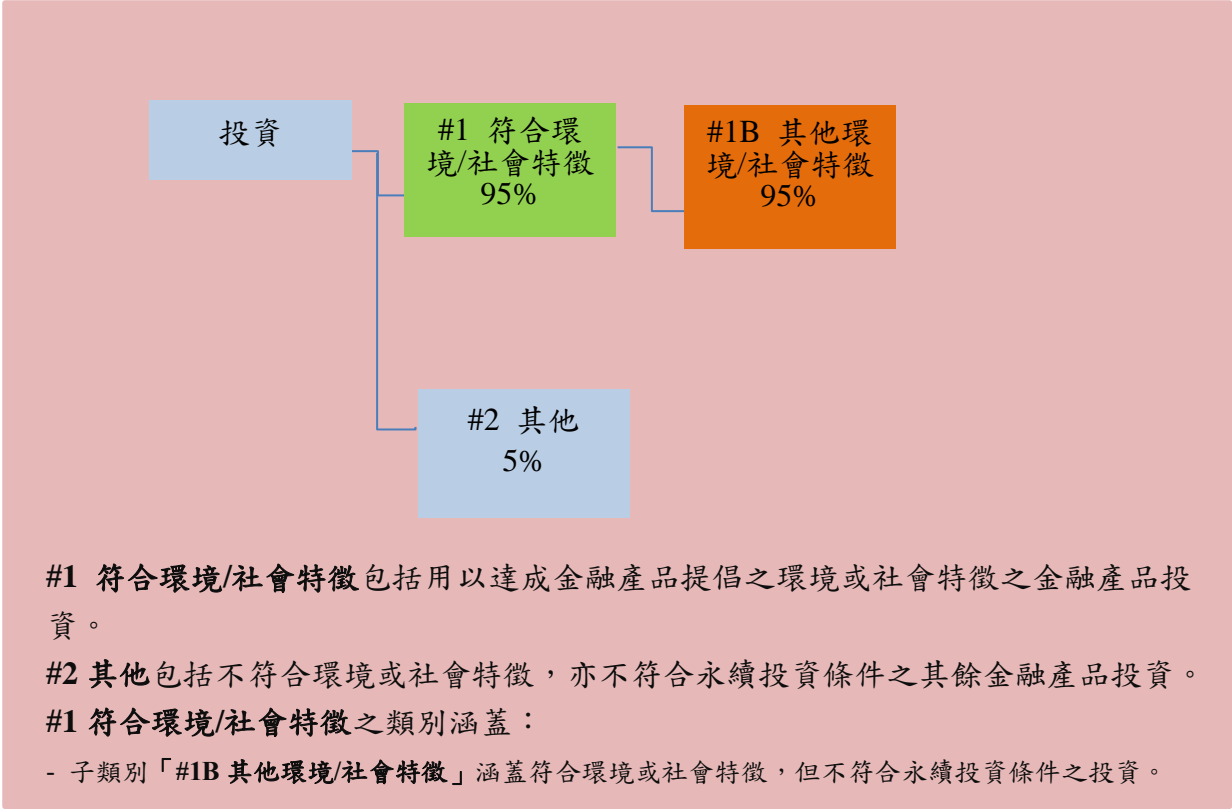 投資
#1 符合環
境/社會特徵
95%
#1B 其他環
境/社會特徵
95%
#2 其他
5%
#1 符合環境/社會特徵包括用以達成金融產品提倡之環境或社會特徵之金融產品投
資。
#2 其他包括不符合環境或社會特徵，亦不符合永續投資條件之其餘金融產品投資。
#1 符合環境/社會特徵之類別涵蓋：
- 子類別「#1B 其他環境/社會特徵」涵蓋符合環境或社會特徵，但不符合永續投資條件之投資。